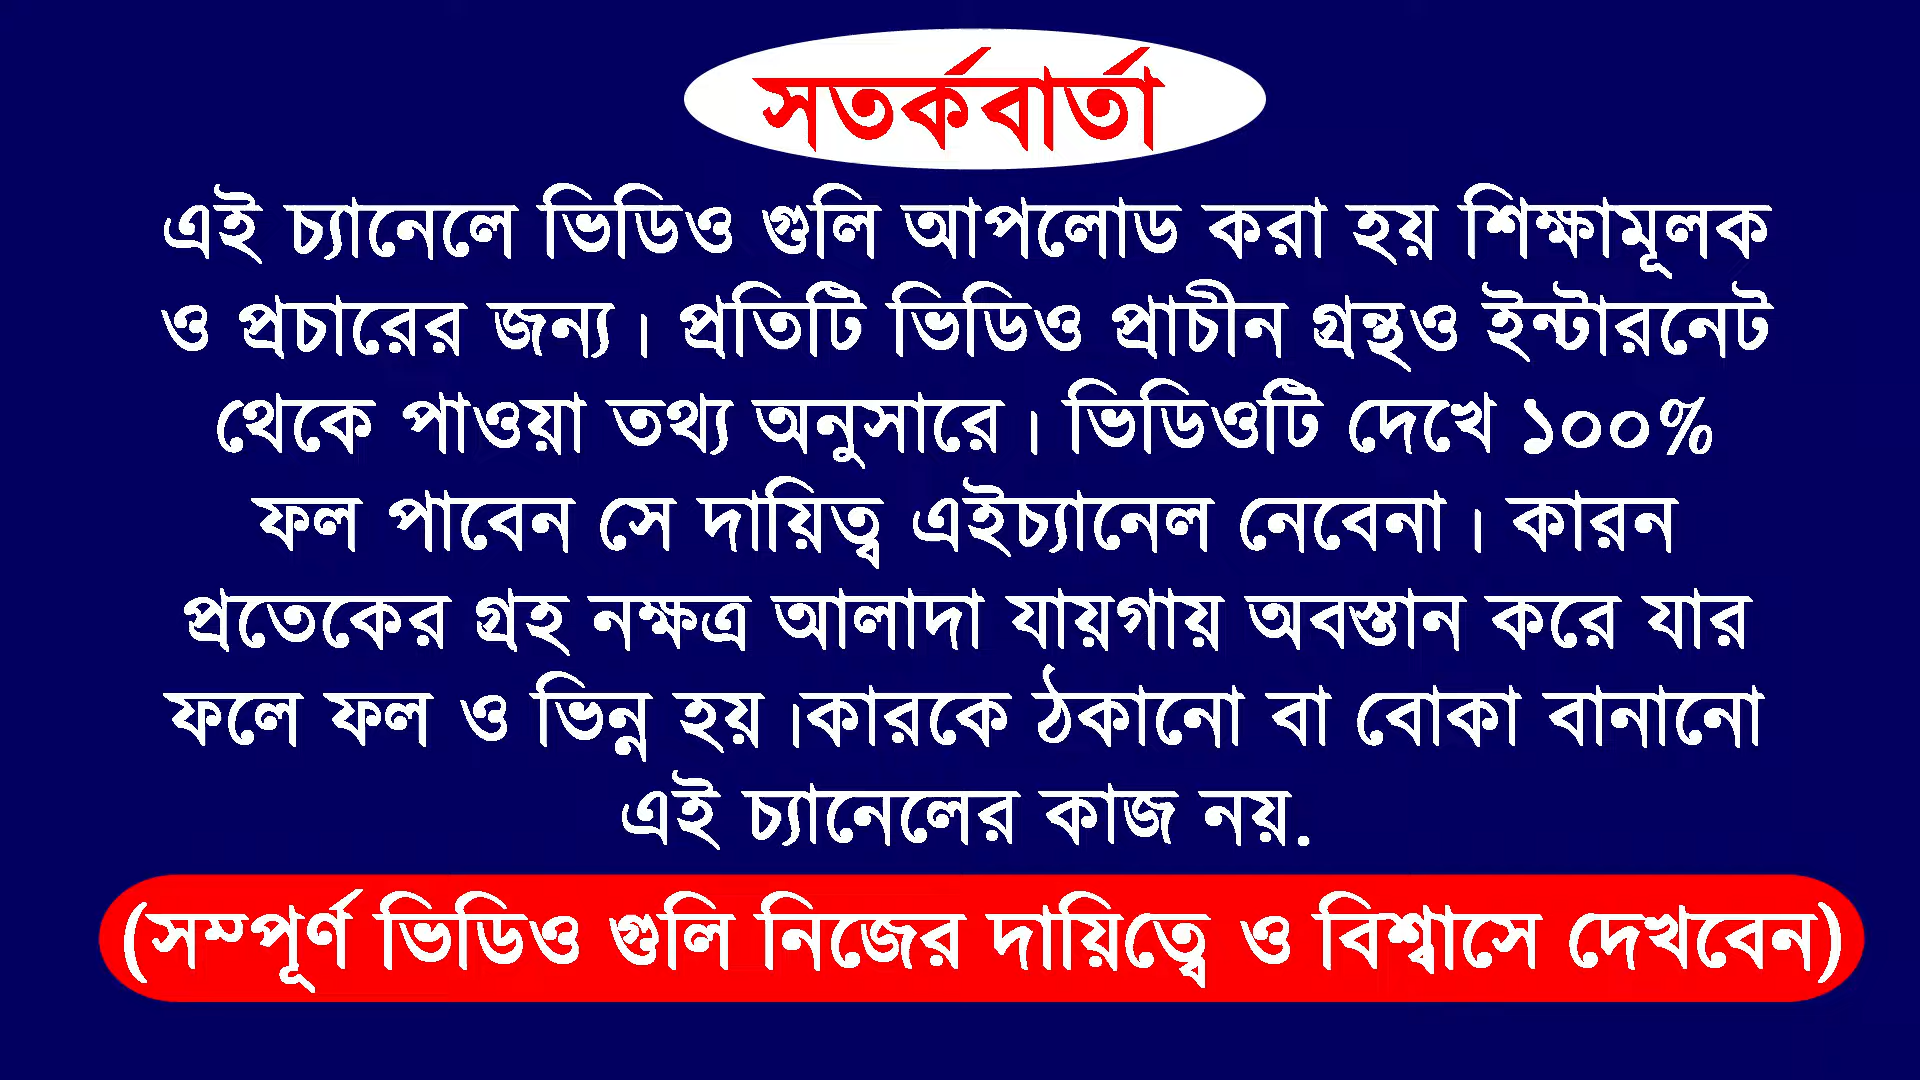 সতর্কবার্তা
এই চ্যানেলে ভিডিও গুলি আপলোড করা হয় শিক্ষামূলক
ও প্রচারের জন্য। প্রতিটি ভিডিও প্রাচীন গ্রন্থও ইন্টারনেট
থেকে পাওয়া তথ্য অনুসারে। ভিডিওটি দেখে ১০০%
ফল পাবেন সে দায়িত্ব এইচ্যানেল নেবেনা। কারন
প্রতেকের গ্রহ নক্ষত্র আলাদা যায়গায় অবস্তান করে যার
ফলে ফল ও ভিন্ন হয়।কারকে ঠকানো বা বোকা বানানো
এই চ্যানেলের কাজ নয়.
(সম্পূর্ণ ভিডিও গুলি নিজের দায়িত্বে ও বিশ্বাসে দেখবেন)